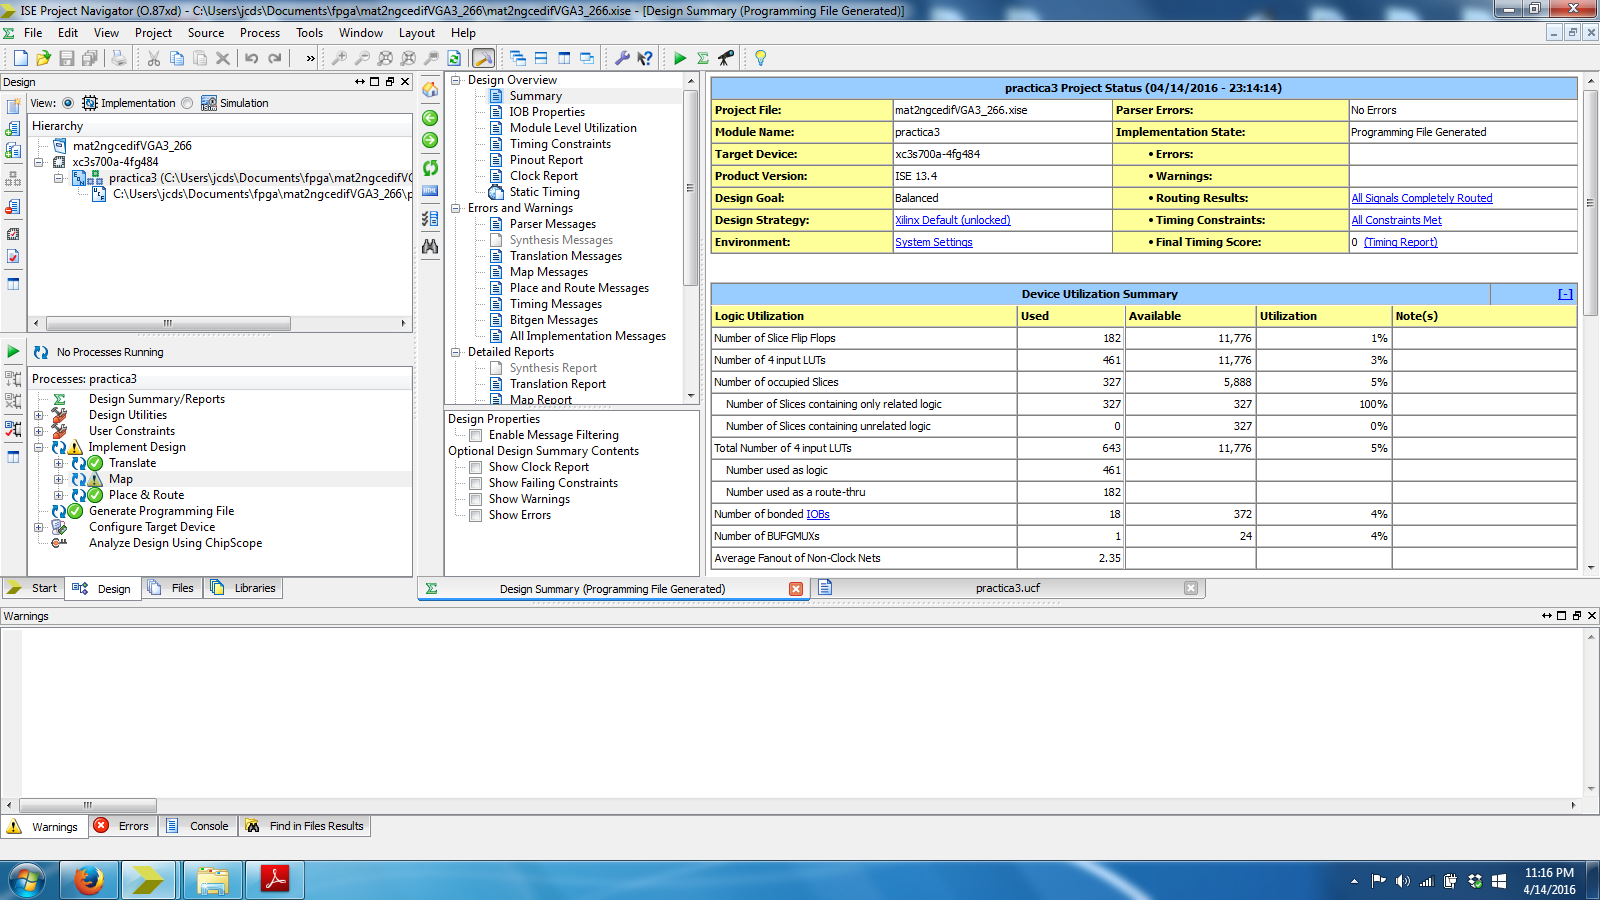 ISE Project Navigator (O.87xd) - C:\Users\jcds\Documents\fpga\mat2ngcedifVGA3_266\mat2ngcedifVGA3_266.xise - [Design Summary (Programming File Generated)]
File Edit View Project Source Process Tools Window Layout Help
»
Design
View: Implementation Simulation
Hierarchy
mat2ngcedifVGA3_266
xc3s700a-4fg484
practica3 (C:\Users\jcds\Documents\fpga\mat2ngcedifVG
C:\Users\jcds\Documents\fpga\mat2ngcedifVGA3_266\p
No Processes Running
Processes: practica3
Design Summary/Reports
Design Utilities
User Constraints
Implement Design
Translate
Map
Place & Route
Generate Programming File
Configure Target Device
Analyze Design Using ChipScope
Start Design Files Libraries
Design Overview
Summary
IOB Properties
Module Level Utilization
Timing Constraints
Pinout Report
Clock Report
Static Timing
Errors and Warnings
Parser Messages
Synthesis Messages
Translation Messages
Map Messages
Place and Route Messages
Timing Messages
Bitgen Messages
All Implementation Messages
Detailed Reports
Synthesis Report
Translation Report
Map Report
Design Properties
Enable Message Filtering
Optional Design Summary Contents
Show Clock Report
Show Failing Constraints
Show Warnings
Show Errors
practica3 Project Status (04/14/2016 - 23:14:14)
Project File: mat2ngcedifVGA3_266.xise Parser Errors: No Errors
Module Name: practica3 Implementation State: Programming File Generated
Target Device: xc3s700a-4fg484 • Errors:
Product Version: ISE 13.4 • Warnings:
Design Goal: Balanced • Routing Results: All Signals Completely Routed
Design Strategy: Xilinx Default (unlocked) • Timing Constraints: All Constraints Met
Environment: System Settings • Final Timing Score: 0 (Timing Report)
Device Utilization Summary [-]
Logic Utilization Used Available Utilization Note(s)
Number of Slice Flip Flops 182 11,776 1%
Number of 4 input LUTs 461 11,776 3%
Number of occupied Slices 327 5,888 5%
Number of Slices containing only related logic 327 327 100%
Number of Slices containing unrelated logic 0 327 0%
Total Number of 4 input LUTs 643 11,776 5%
Number used as logic 461
Number used as a route-thru 182
Number of bonded IOBs 18 372 4%
Number of BUFGMUXs 1 24 4%
Average Fanout of Non-Clock Nets 2.35
Design Summary (Programming File Generated) practica3.ucf
Warnings
Warnings Errors Console Find in Files Results
11:16 PM
4/14/2016